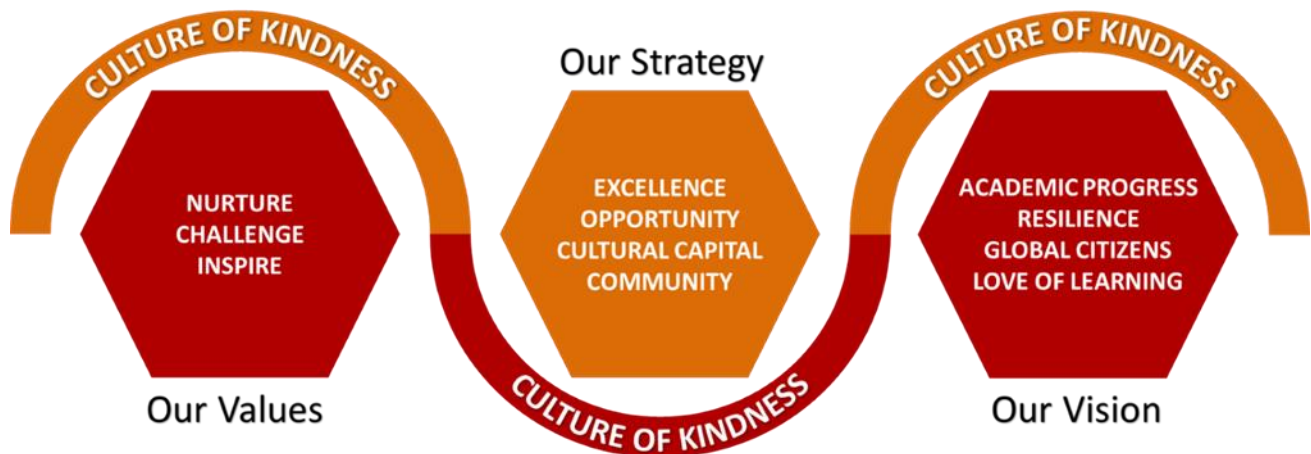 CULTURE OF KINDNESS
NURTURE
CHALLENGE
INSPIRE
Our Values
Our Strategy
EXCELLENCE
OPPORTUNITY
CULTURAL CAPITAL
COMMUNITY
CULTURE OF KINDNESS
CULTURE OF KINDNESS
ACADEMIC PROGRESS
RESILIENCE
GLOBAL CITIZENS
LOVE OF LEARNING
Our Vision